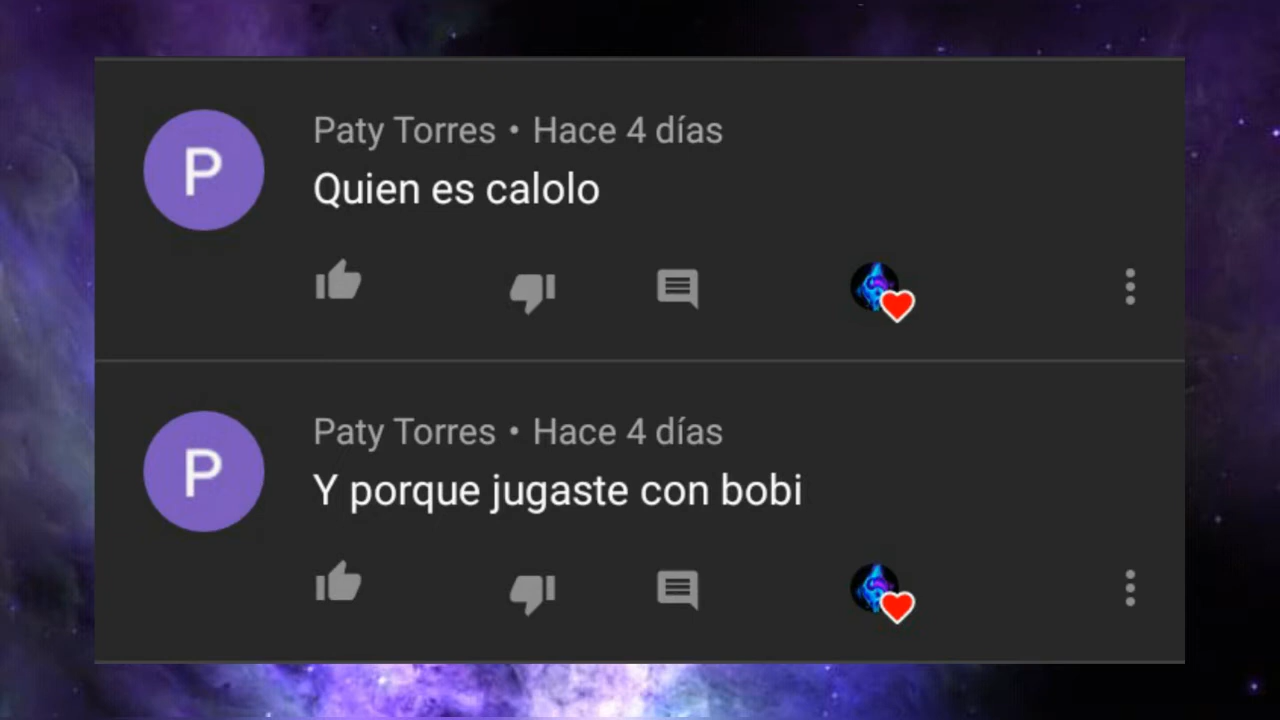 P
Paty Torres • Hace 4 días
Quien es calolo
P
Paty Torres • Hace 4 días
Y porque jugaste con bobi